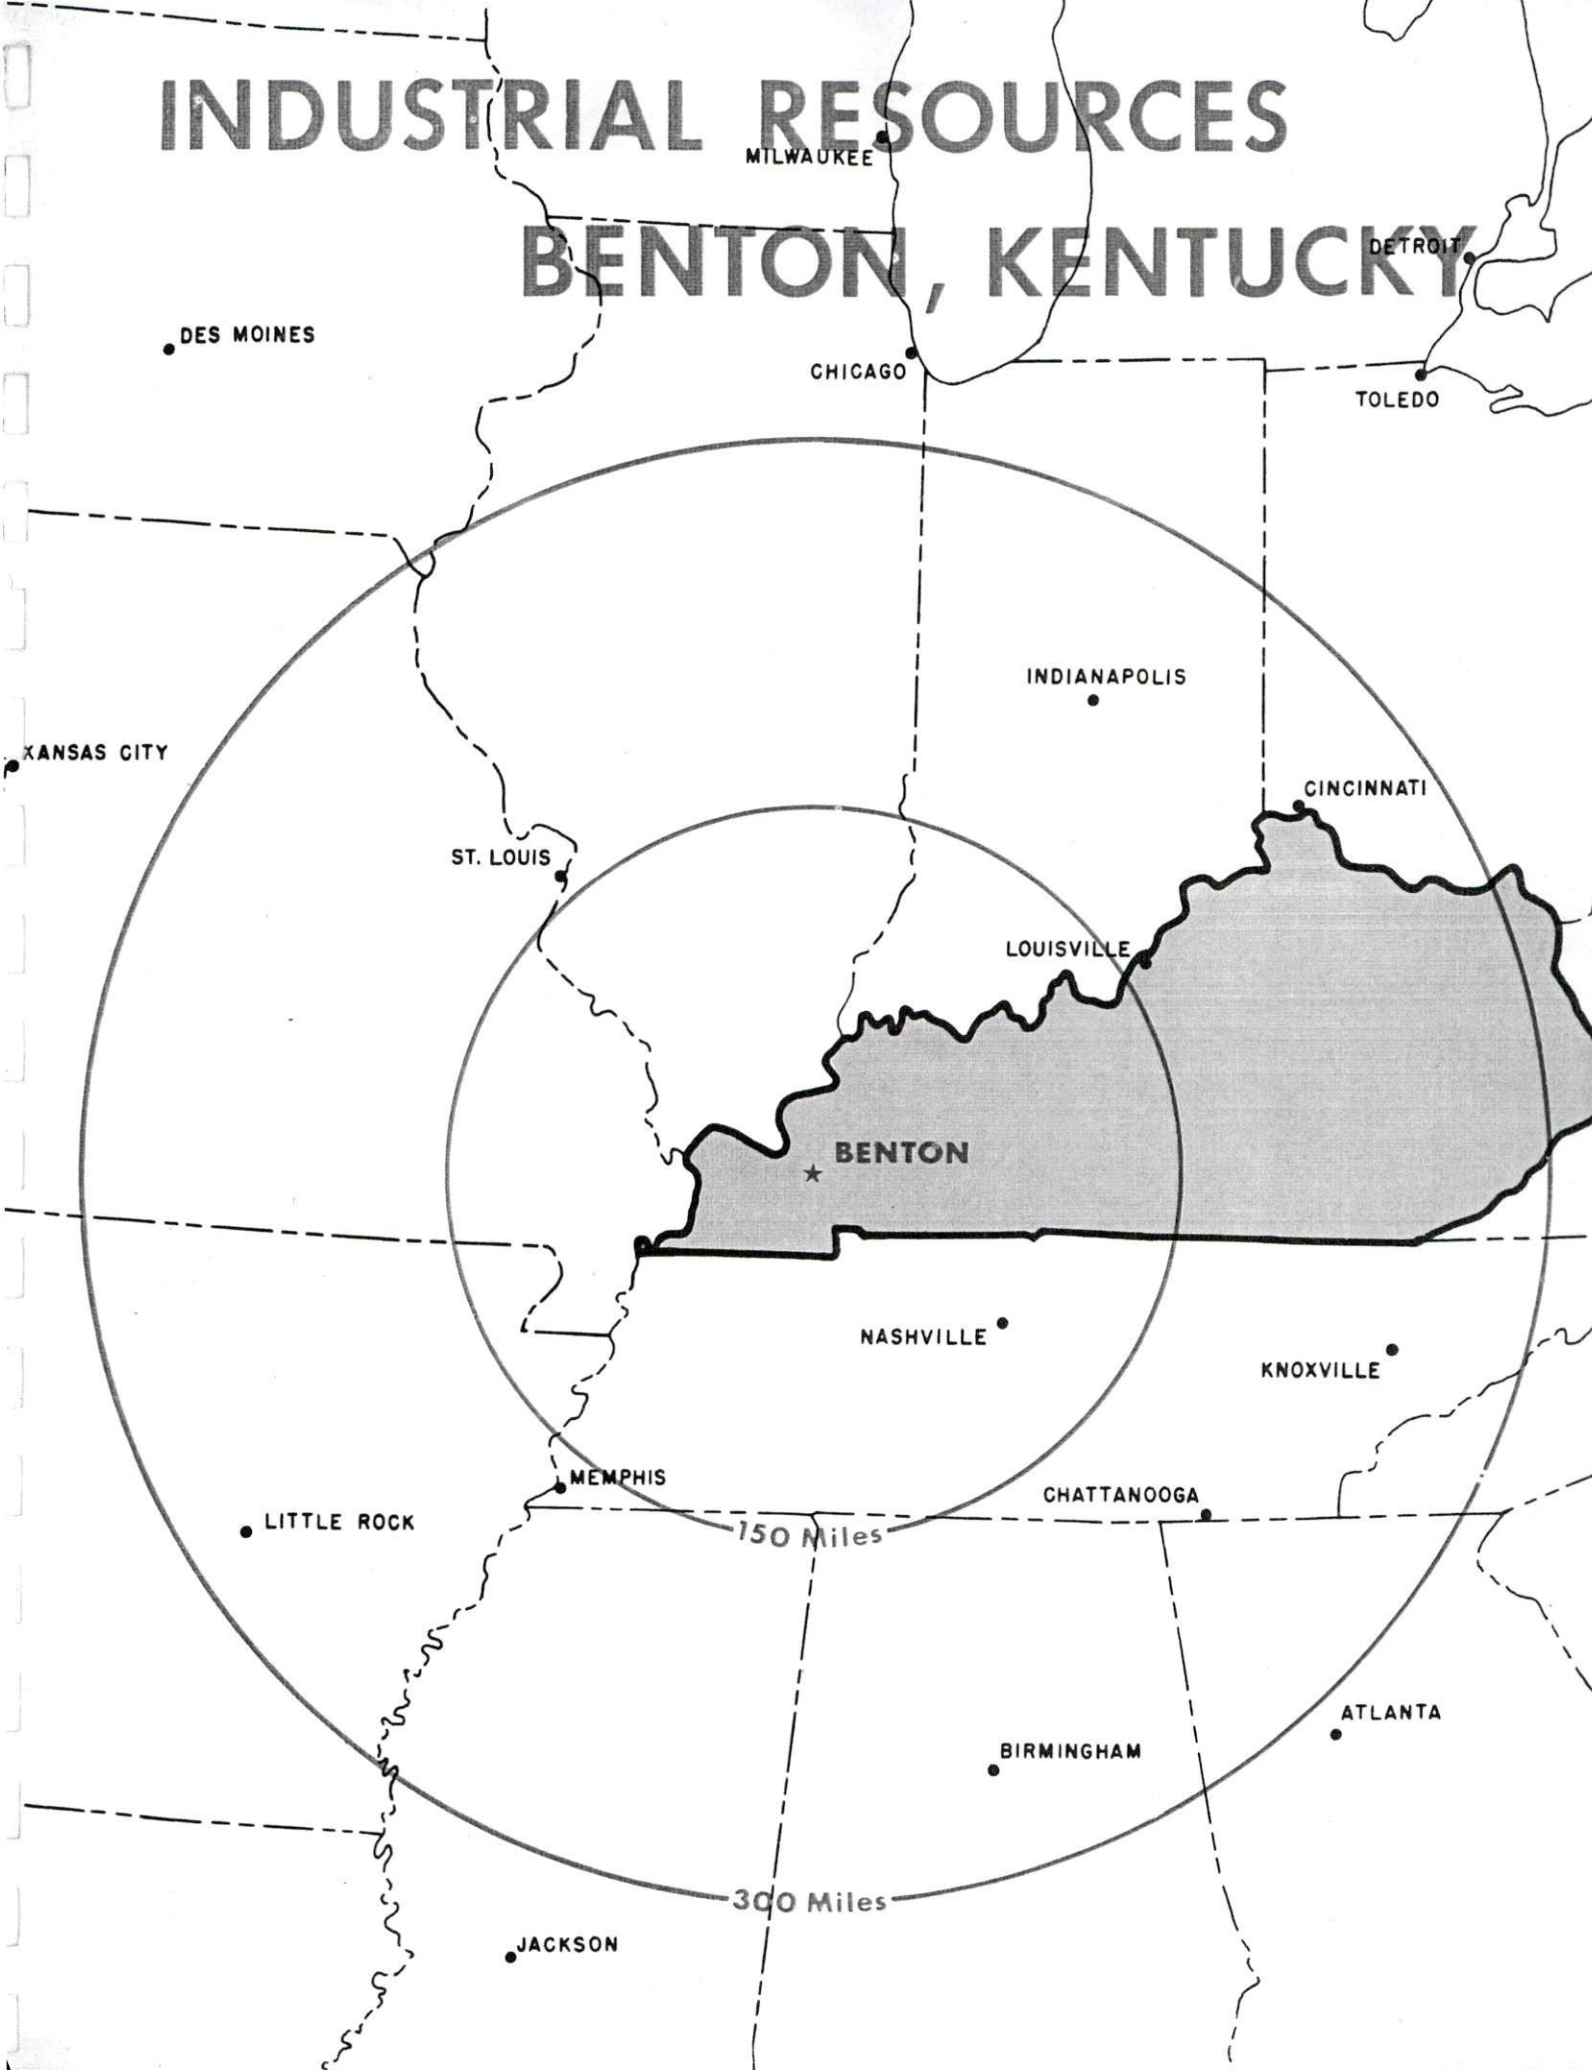 INDUSTRIAL RESOURCES
MILWAUKEE
BENTON, KENTUCKY
DETROIT
DES MOINES
CHICAGO
TOLEDO
INDIANAPOLIS
KANSAS CITY
CINCINNATI
ST. LOUIS
LOUISVILLE
BENTON
NASHVILLE
KNOXVILLE
MEMPHIS
CHATTANOOGA
LITTLE ROCK
150 Miles
ATLANTA
BIRMINGHAM
300 Miles
JACKSON